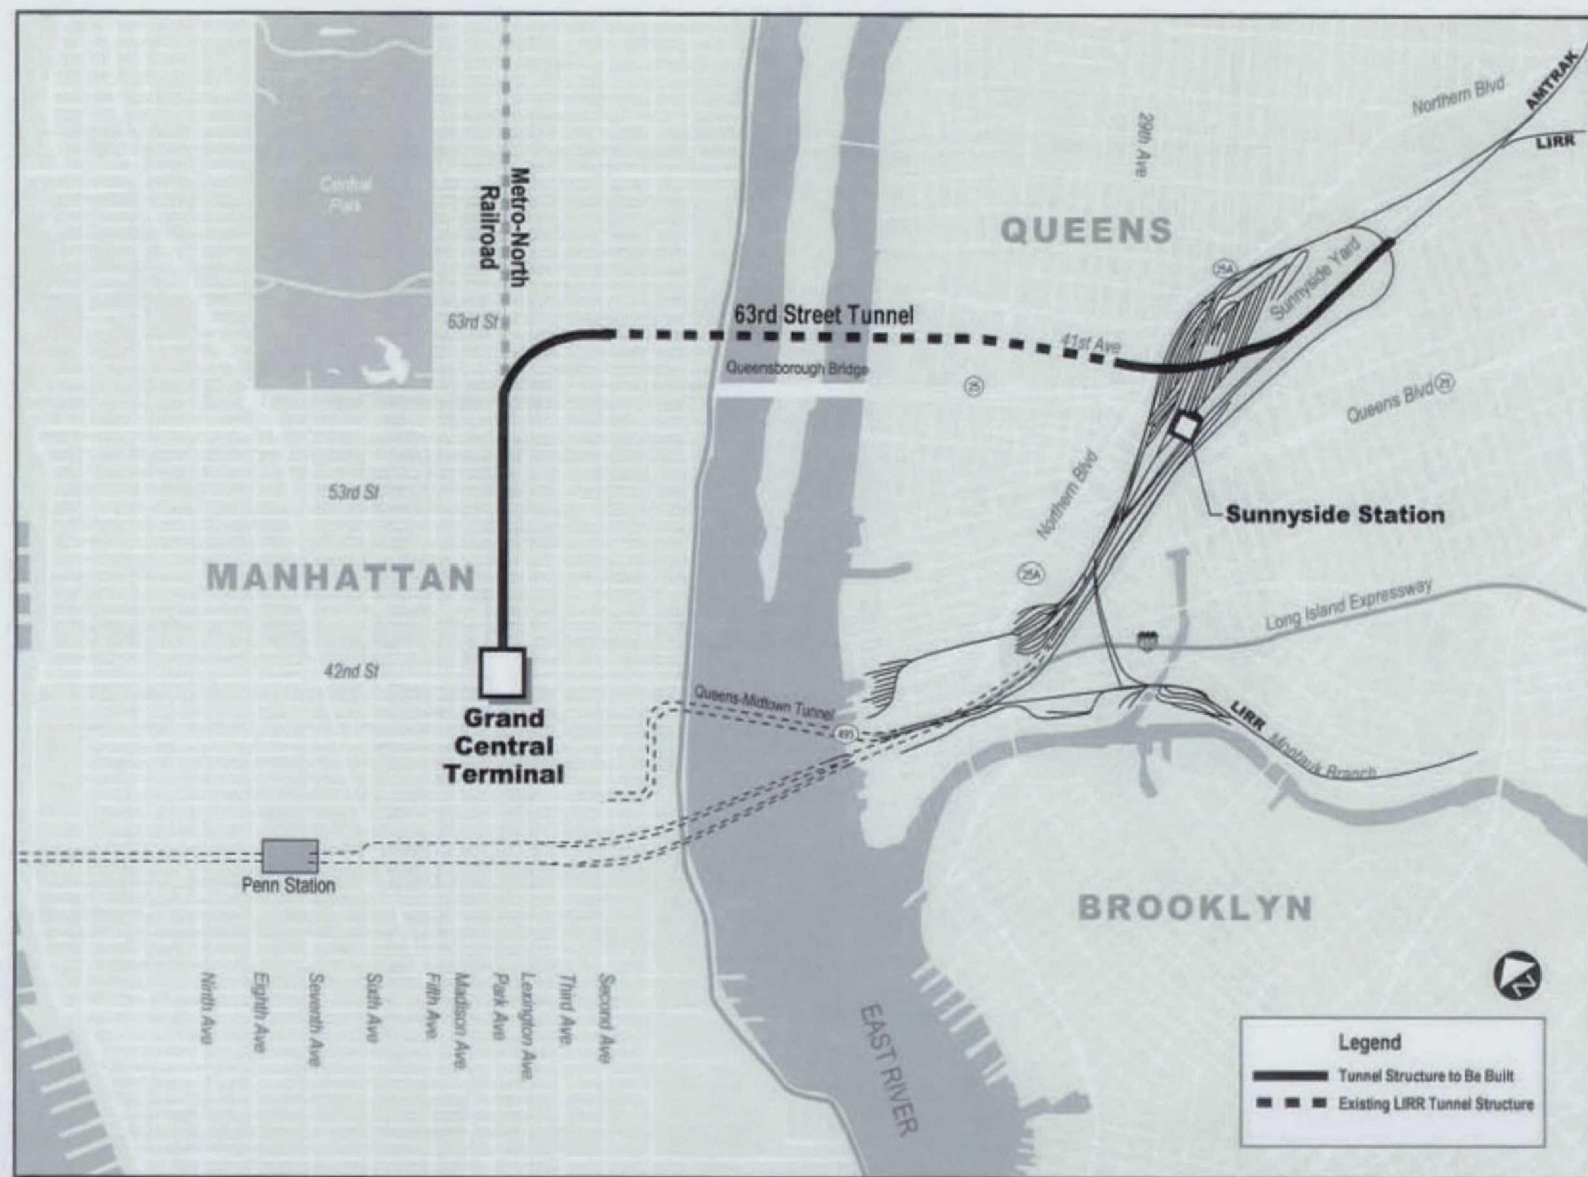 AMTRAK
Northern Blvd
LIRR
29th Ave
Central
Park
Metro-North
Railroad
QUEENS
25A
Sunnyside Yard
63rd St
63rd Street Tunnel
41st Ave
Queensborough Bridge
25
Queens Blvd
25
53rd St
Northern Blvd
Sunnyside Station
MANHATTAN
25A
Long Island Expressway
42nd St
Queens-Midtown Tunnel
495
LIRR
Montauk Branch
Grand
Central
Terminal
Penn Station
BROOKLYN
Ninth Ave
Eighth Ave
Seventh Ave
Sixth Ave
Fifth Ave.
Madison Ave.
Park Ave
Lexington Ave.
Third Ave.
Second Ave
EAST RIVER
N
Legend
Tunnel Structure to Be Built
Existing LIRR Tunnel Structure